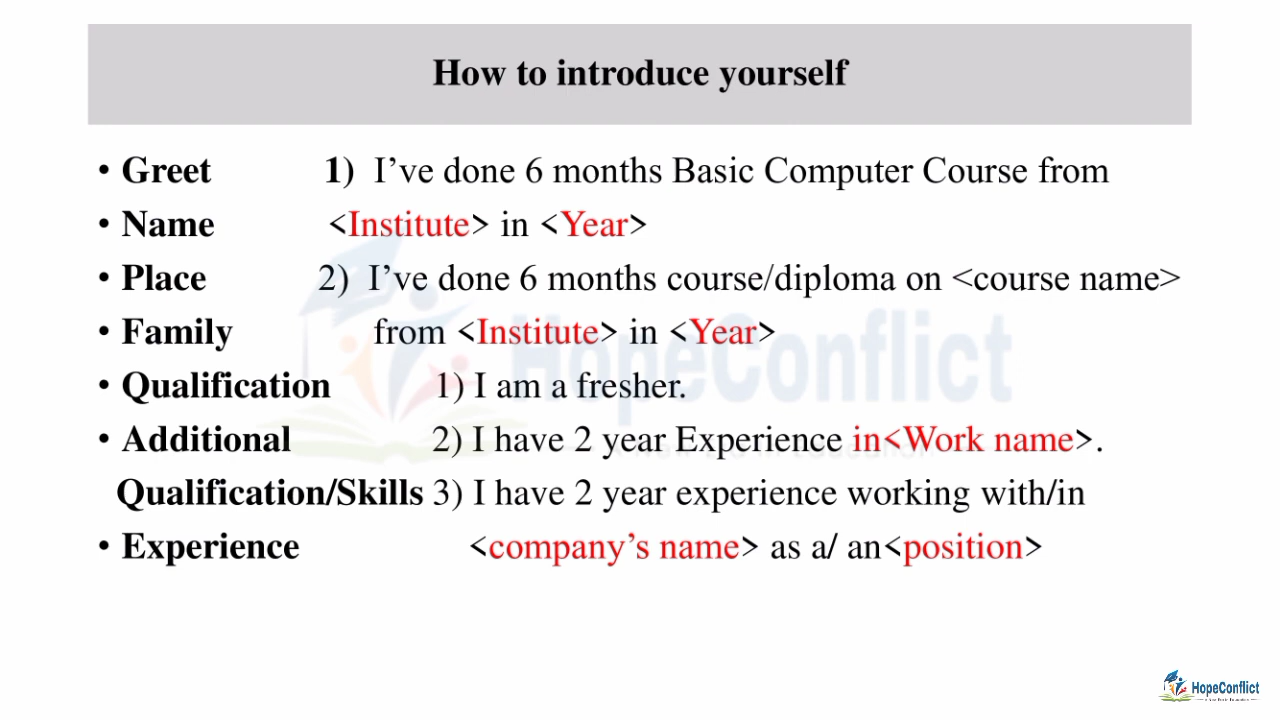 How to introduce yourself
• Greet 1) I’ve done 6 months Basic Computer Course from
• Name <Institute> in <Year>
• Place 2) I’ve done 6 months course/diploma on <course name>
• Family from <Institute> in <Year>
• Qualification 1) I am a fresher.
• Additional 2) I have 2 year Experience in<Work name>.
Qualification/Skills 3) I have 2 year experience working with/in
• Experience <company’s name> as a/ an<position>
HopeConflict
HopeConflict